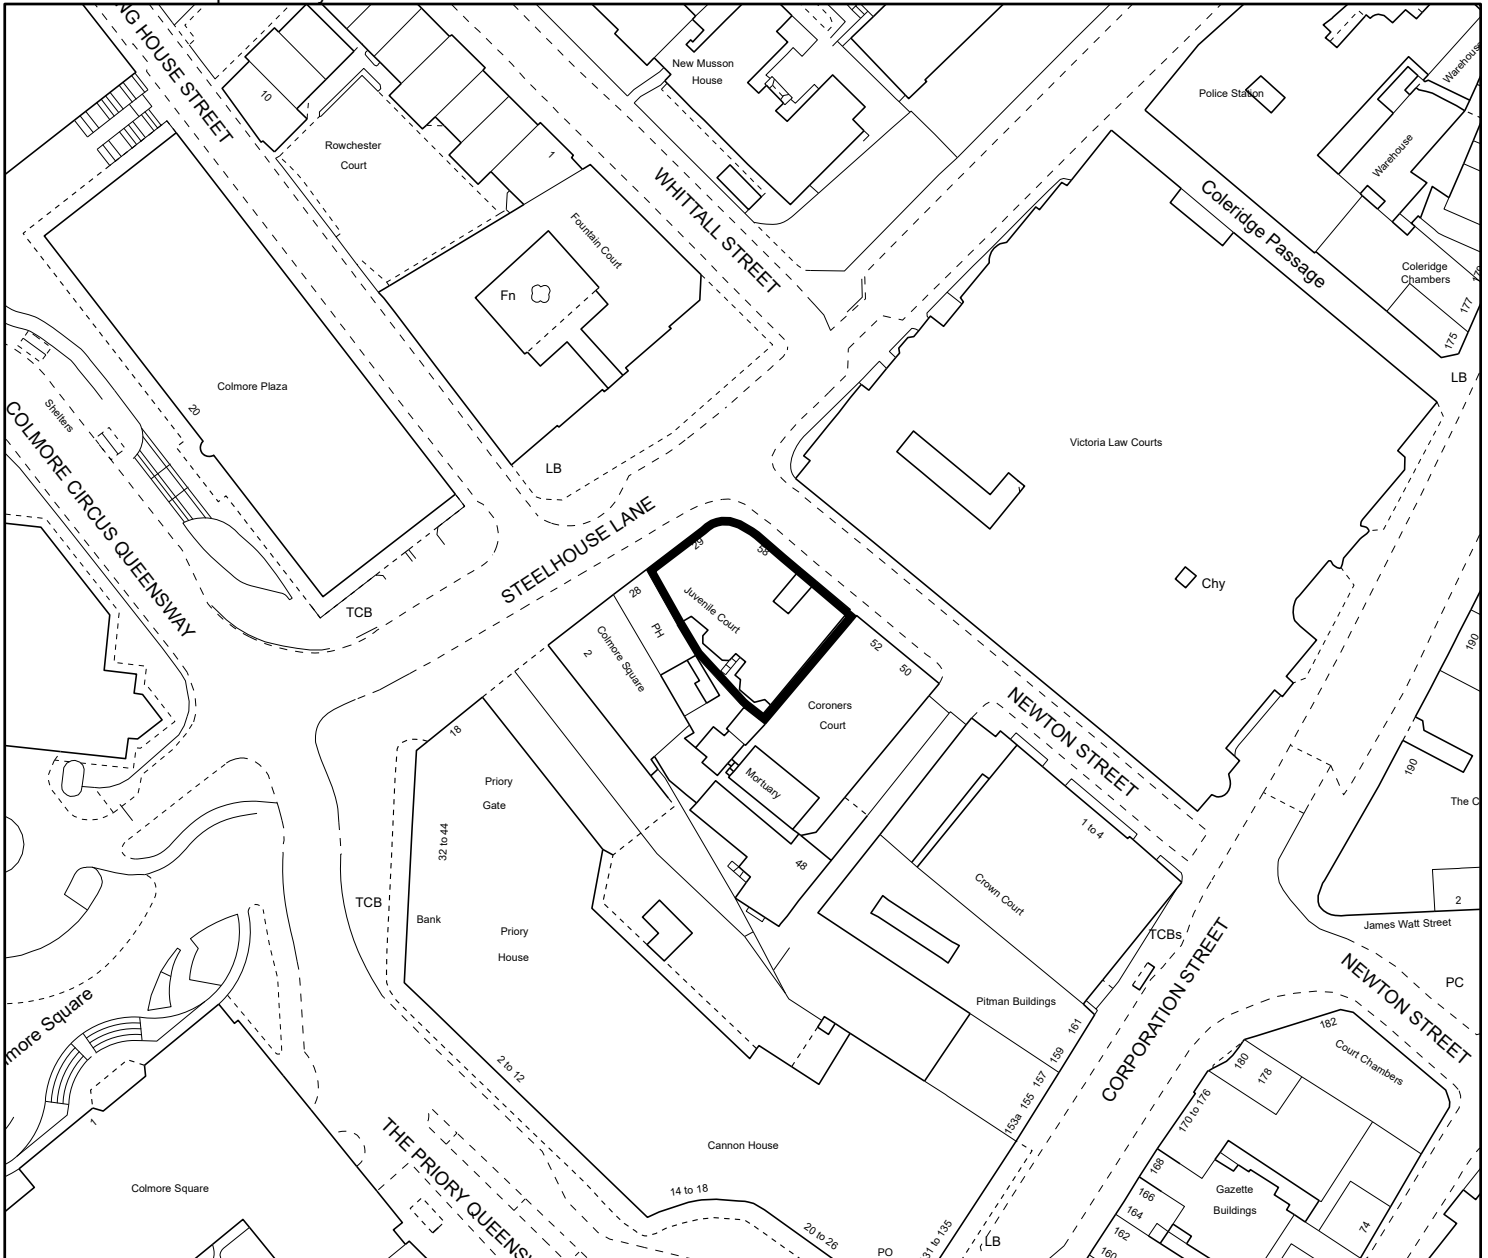 NG HOUSE STREET
10
Rowchester
Court
1
New Musson
House
WHITTALL STREET
Police Station
Warehouse
Warehouse
Coleridge Passage
Coleridge
Chambers
177
175
LB
Fountain Court
Fn
Colmore Plaza
20
Shelters
COLMORE CIRCUS QUEENSWAY
LB
Victoria Law Courts
STEELHOUSE LANE
TCB
29
58
28
PH
Juvenile Court
Colmore Square
2
Chy
52
50
Coroners
Court
NEWTON STREET
190
190
The C
18
Priory
Gate
Mortuary
32 to 44
1 to 4
48
Crown Court
TCB
Bank
Priory
House
2
James Watt Street
TCBs
NEWTON STREET
PC
more Square
Pitman Buildings
161
159
157
155
153a
CORPORATION STREET
182
Court Chambers
180
178
170 to 176
2 to 12
1
THE PRIORY QUEENSW
Cannon House
Colmore Square
14 to 18
20 to 26
PO
31 to 135
LB
168
166
164
162
160
Gazette
Buildings
74